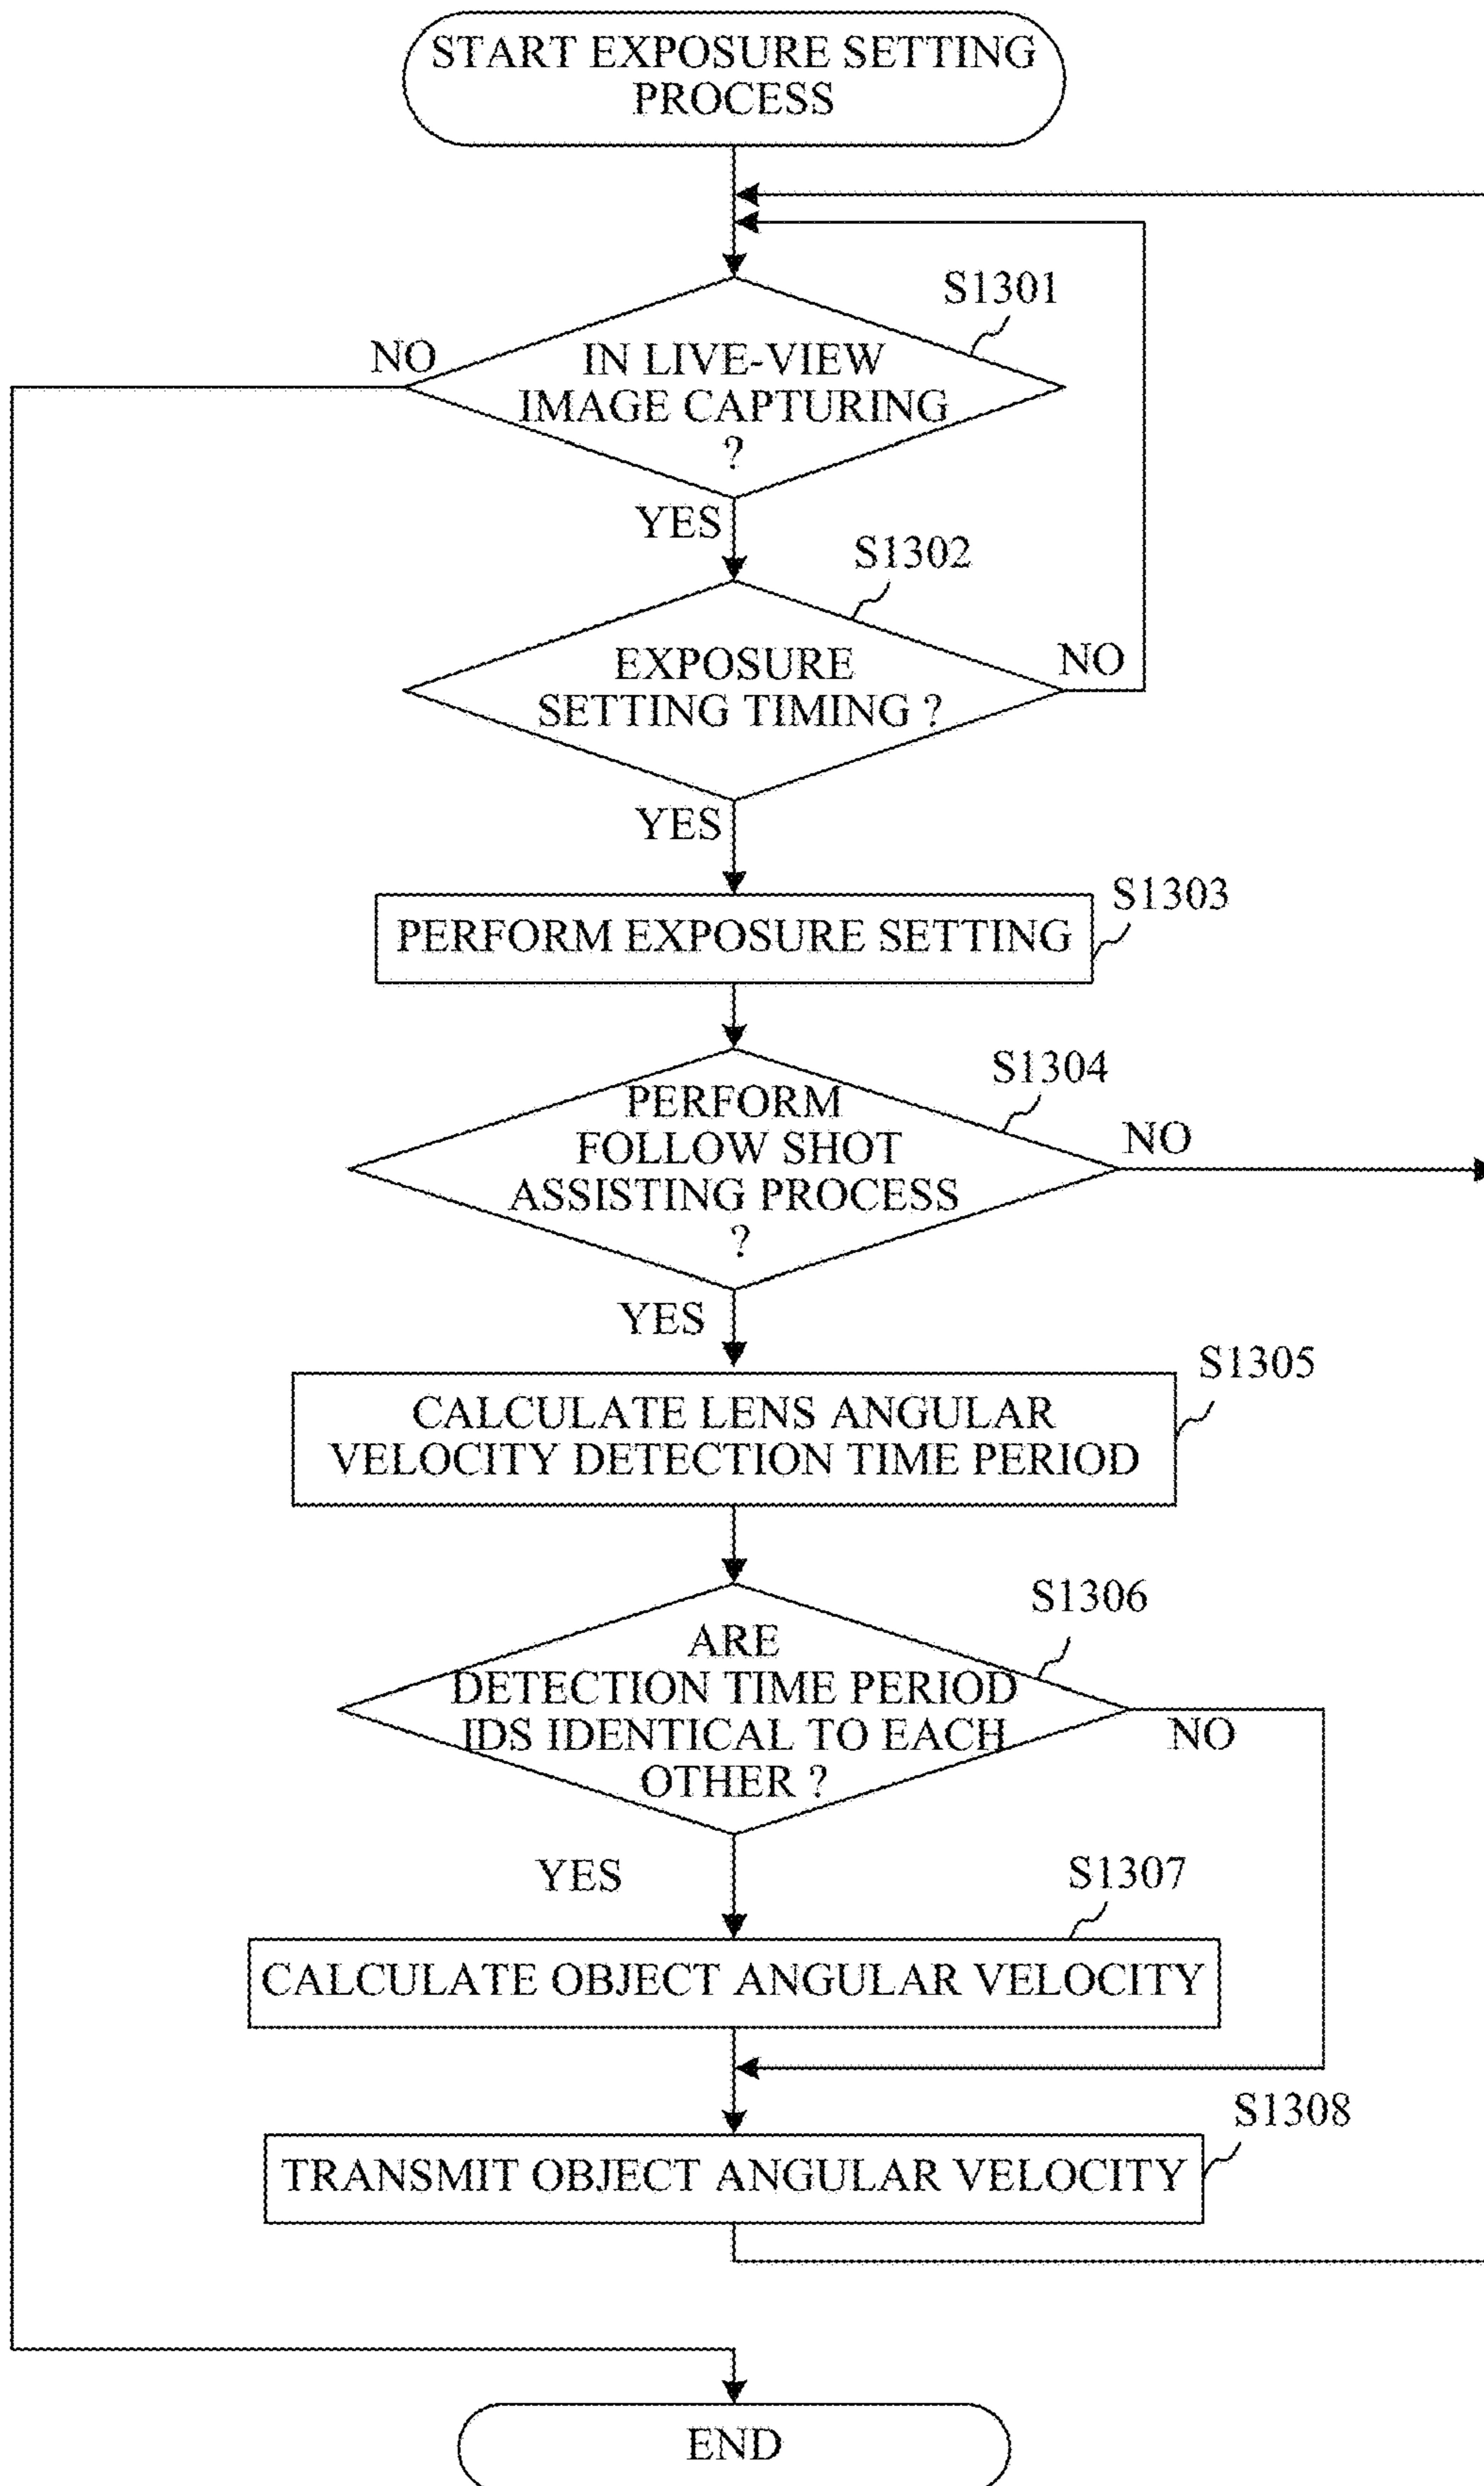 START EXPOSURE SETTING
PROCESS
S1301
NO
IN LIVE-VIEW
IMAGE CAPTURING
?
YES
S1302
EXPOSURE
SETTING TIMING ?
NO
YES
S1303
PERFORM EXPOSURE SETTING
S1304
PERFORM
FOLLOW SHOT
ASSISTING PROCESS
?
NO
YES
S1305
CALCULATE LENS ANGULAR
VELOCITY DETECTION TIME PERIOD
S1306
ARE
DETECTION TIME PERIOD
IDS IDENTICAL TO EACH
OTHER ?
NO
YES
S1307
CALCULATE OBJECT ANGULAR VELOCITY
S1308
TRANSMIT OBJECT ANGULAR VELOCITY
END